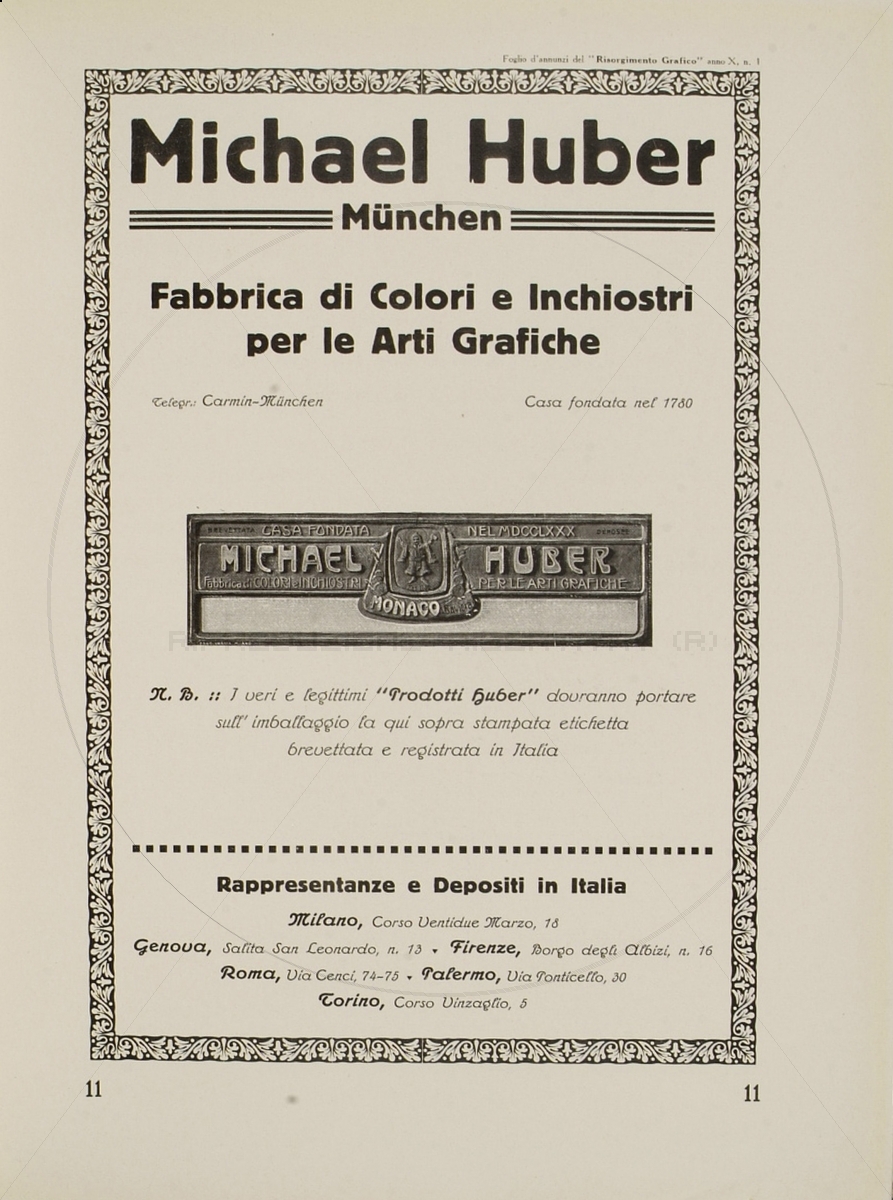 Foglio d'annunzi del "Risorgimento Grafico" anno X, n. 1
Michael Huber
München
Fabbrica di Colori e Inchiostri
per le Arti Grafiche
Telegr.: Carmin-München Casa fondata nel 1780
BREVETTATA CASA FONDATA NEL MDCCLXXX
MICHAEL HUBER
Fabbrica di COLORI e INCHIOSTRI PER LE ARTI GRAFICHE
MONACO
N. B. :: I veri e legittimi "Prodotti Huber" dovranno portare
sull' imballaggio la qui sopra stampata etichetta
brevettata e registrata in Italia
Rappresentanze e Depositi in Italia
Milano, Corso Ventidue Marzo, 18
Genova, Salita San Leonardo, n. 13 ▾ Firenze, Borgo degli Albizi, n. 16
Roma, Via Cenci, 74-75 ▾ Palermo, Via Ponticello, 30
Torino, Corso Vinzaglio, 5
11 11